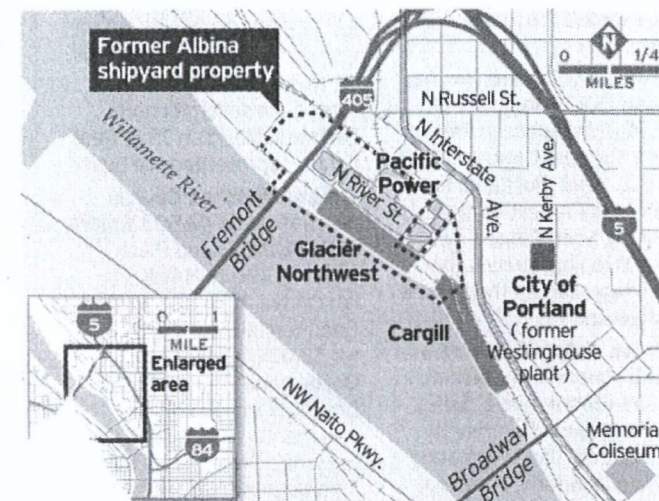 Former Albina
shipyard property
N
0 1/4
MILES
405
N Russell St.
Willamette River
N Interstate
Ave.
N Kerby Ave.
5
Pacific
Power
N River St.
Fremont
Bridge
Glacier
Northwest
City of
Portland
( former
Westinghouse
plant )
Cargill
5
0 1
MILE
Enlarged
area
84
NW Naito Pkwy.
Broadway
Bridge
Memorial
Coliseum